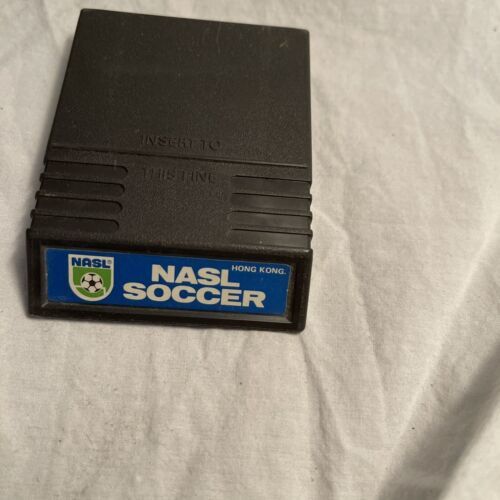 INSERT TO
THIS LINE
NASL®
HONG KONG.
NASL
SOCCER